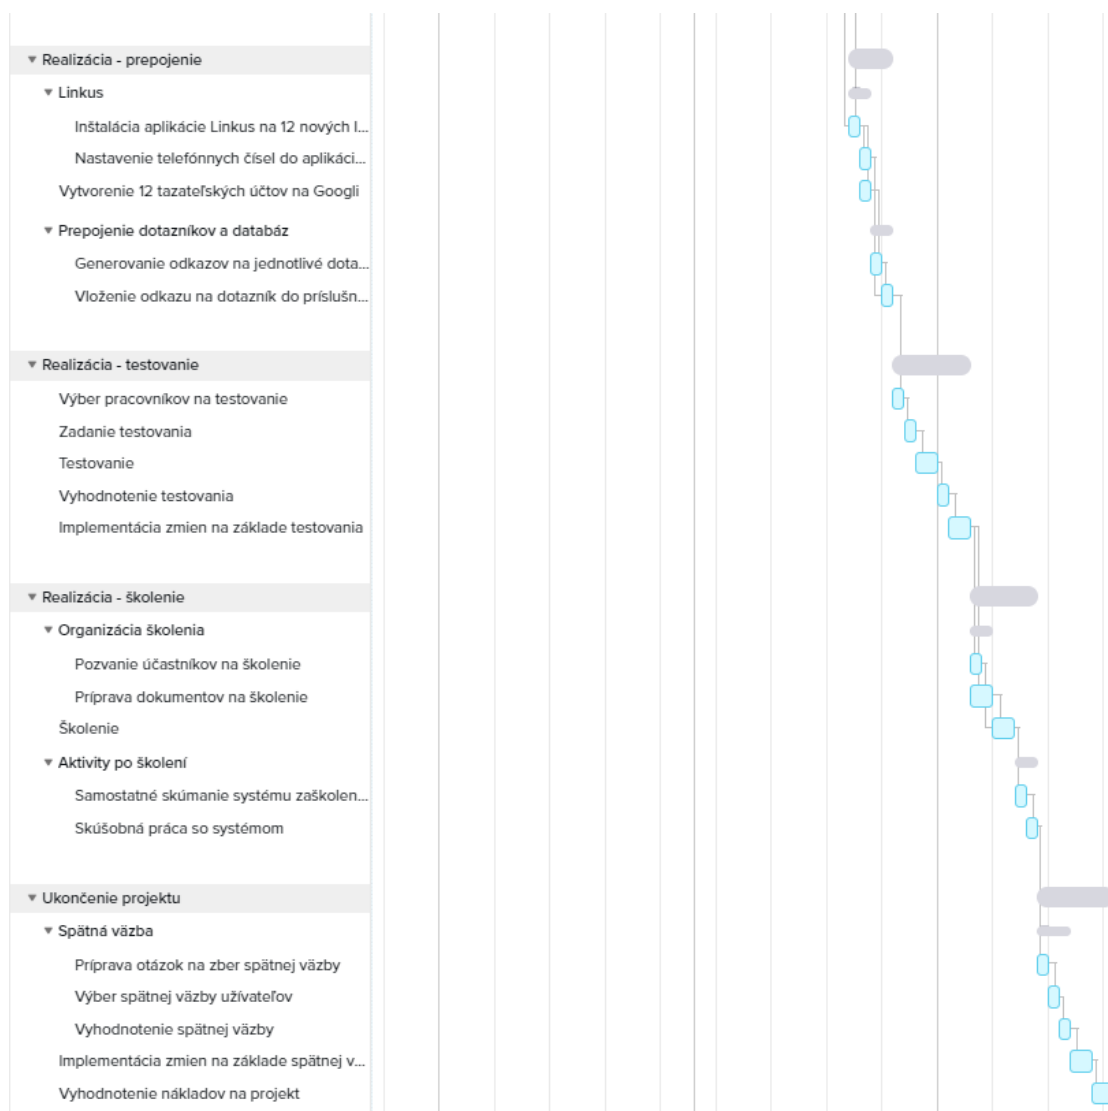 Realizácia - prepojenie
Linkus
Inštalácia aplikácie Linkus na 12 nových l...
Nastavenie telefónnych čísel do aplikáci...
Vytvorenie 12 tazateľských účtov na Googli
Prepojenie dotazníkov a databáz
Generovanie odkazov na jednotlivé dota...
Vloženie odkazu na dotazník do príslušn...
Realizácia - testovanie
Výber pracovníkov na testovanie
Zadanie testovania
Testovanie
Vyhodnotenie testovania
Implementácia zmien na základe testovania
Realizácia - školenie
Organizácia školenia
Pozvanie účastníkov na školenie
Príprava dokumentov na školenie
Školenie
Aktivity po školení
Samostatné skúmanie systému zaškolen...
Skúšobná práca so systémom
Ukončenie projektu
Spätná väzba
Príprava otázok na zber spätnej väzby
Výber spätnej väzby užívateľov
Vyhodnotenie spätnej väzby
Implementácia zmien na základe spätnej v...
Vyhodnotenie nákladov na projekt